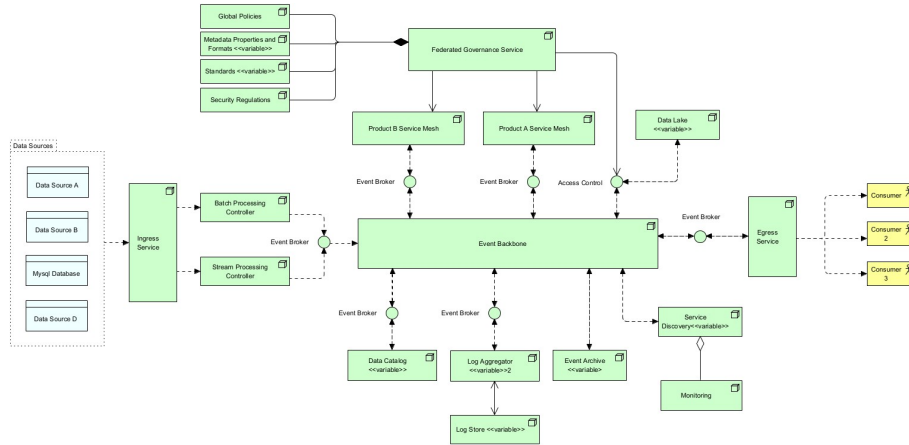 Global Policies
Metadata Properties and
Formats <<variable>>
Standards <<variable>>
Security Regulations
Federated Governance Service
Product B Service Mesh
Product A Service Mesh
Data Lake
<<variable>>
Event Broker
Event Broker
Access Control
Data Sources
Data Source A
Data Source B
Mysql Database
Data Source D
Ingress
Service
Batch Processing
Controller
Stream Processing
Controller
Event Broker
Event Backbone
Event Broker
Egress
Service
Consumer
Consumer
2
Consumer
3
Event Broker
Event Broker
Data Catalog
<<variable>>
Log Aggregator
<<variable>>2
Event Archive
<<variable>
Service
Discovery<<variable>>
Monitoring
Log Store <<variable>>